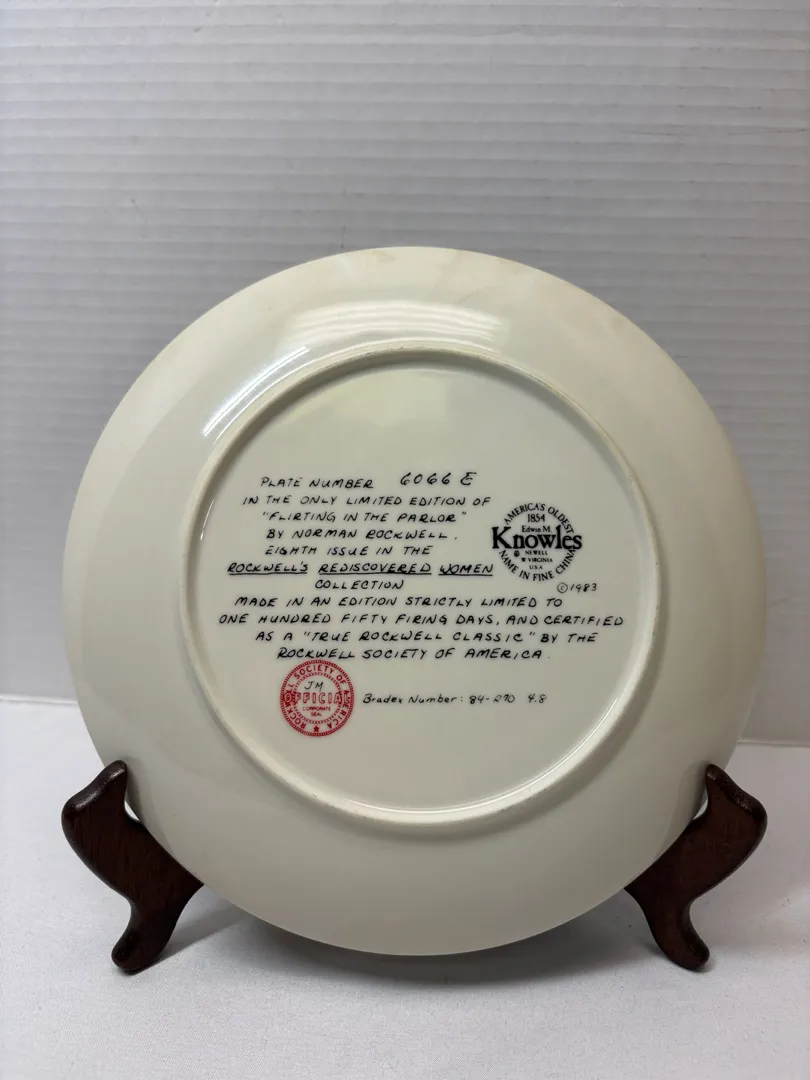 PLATE NUMBER 6066 E
IN THE ONLY LIMITED EDITION OF
"FLIRTING IN THE PARLOR"
BY NORMAN ROCKWELL.
EIGHTH ISSUE IN THE
ROCKWELL'S REDISCOVERED WOMEN
COLLECTION
MADE IN AN EDITION STRICTLY LIMITED TO
ONE HUNDRED FIFTY FIRING DAYS, AND CERTIFIED
AS A "TRUE ROCKWELL CLASSIC" BY THE
ROCKWELL SOCIETY OF AMERICA.
AMERICA'S OLDEST
1854
Edwin M.
Knowles
®
NEWELL
W VIRGINIA
U.S.A
NAME IN FINE CHINA
©1983
ROCKWELL SOCIETY OF AMERICA
JM
OFFICIAL
CORPORATE
SEAL
Bradex Number: 84-R70 4.8